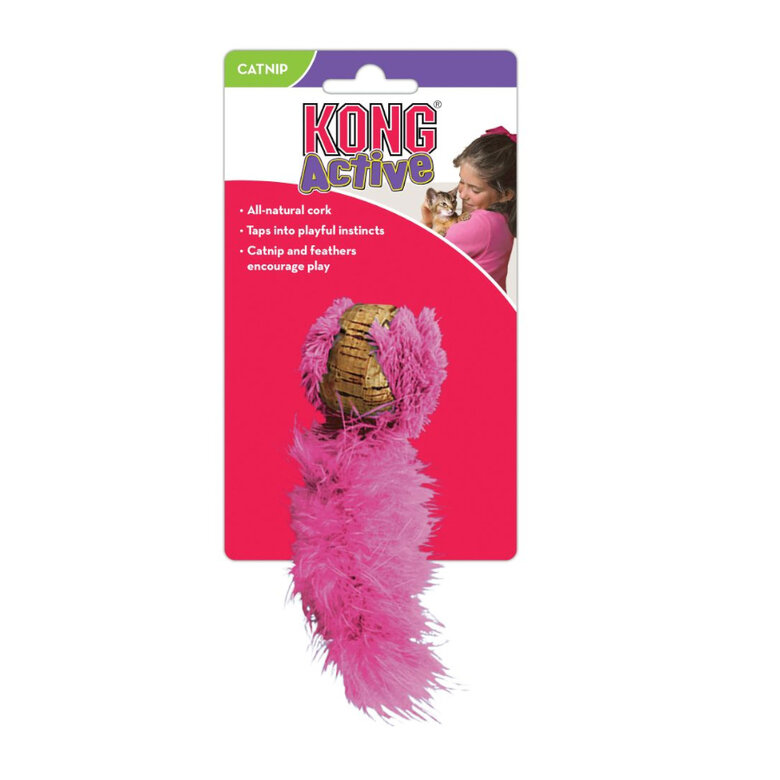 CATNIP
KONG®
Active
• All-natural cork
• Taps into playful instincts
• Catnip and feathers
encourage play